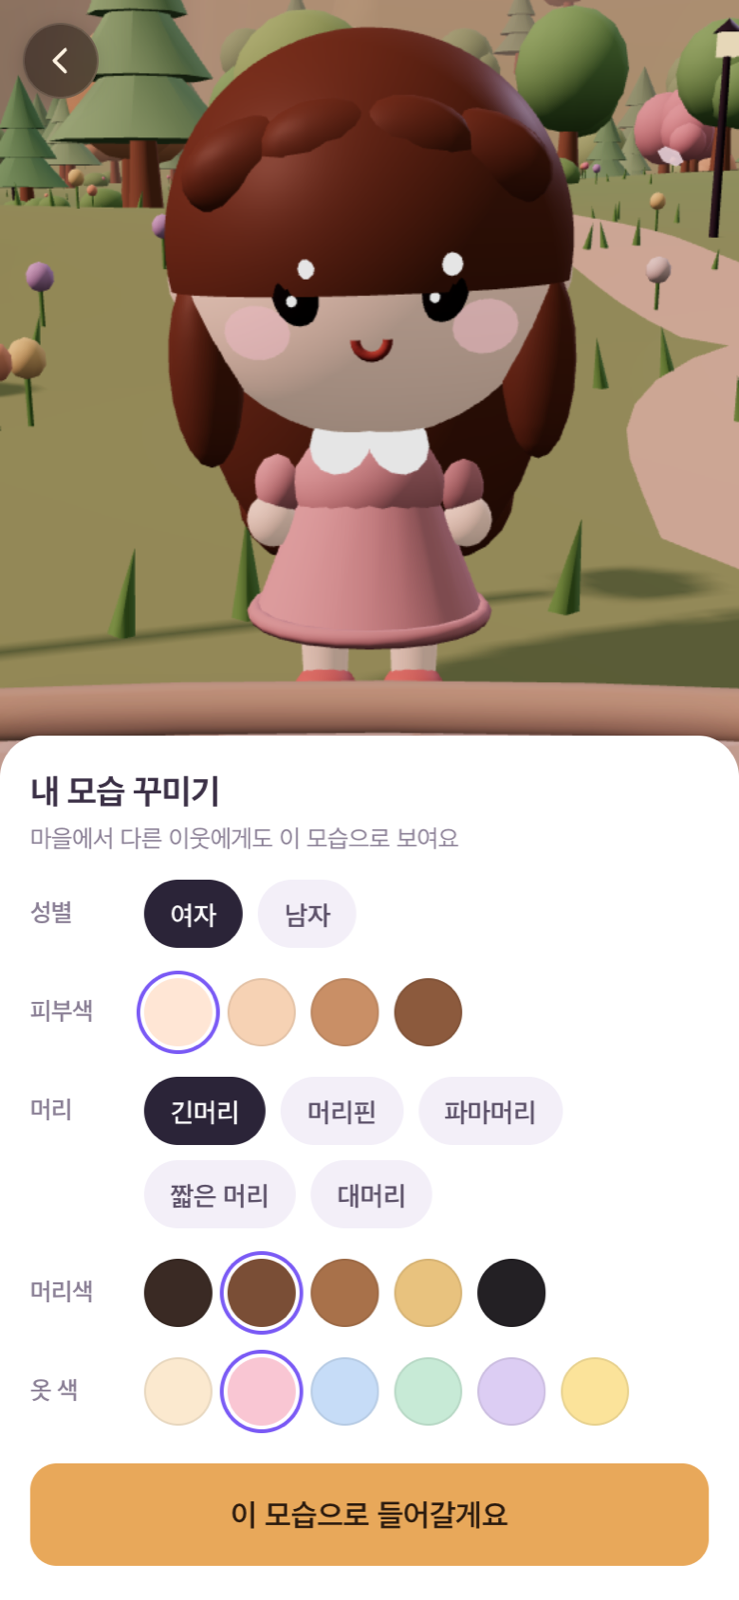 내 모습 꾸미기
마을에서 다른 이웃에게도 이 모습으로 보여요
성별 여자 남자
피부색
머리 긴머리 머리핀 파마머리
짧은 머리 대머리
머리색
옷 색
이 모습으로 들어갈게요